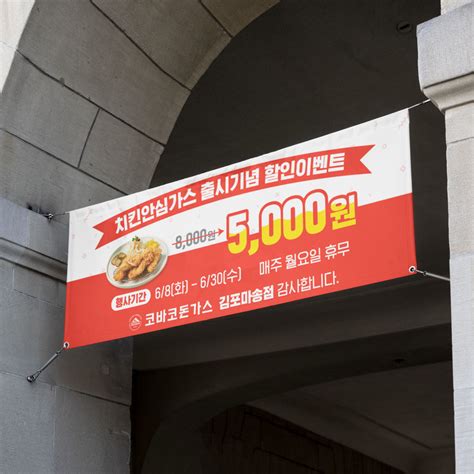 치킨안심가스 출시기념 할인이벤트
8,000원 → 5,000원
행사기간 6/8(화) - 6/30(수) 매주 월요일 휴무
코바코돈가스 김포마송점 감사합니다.